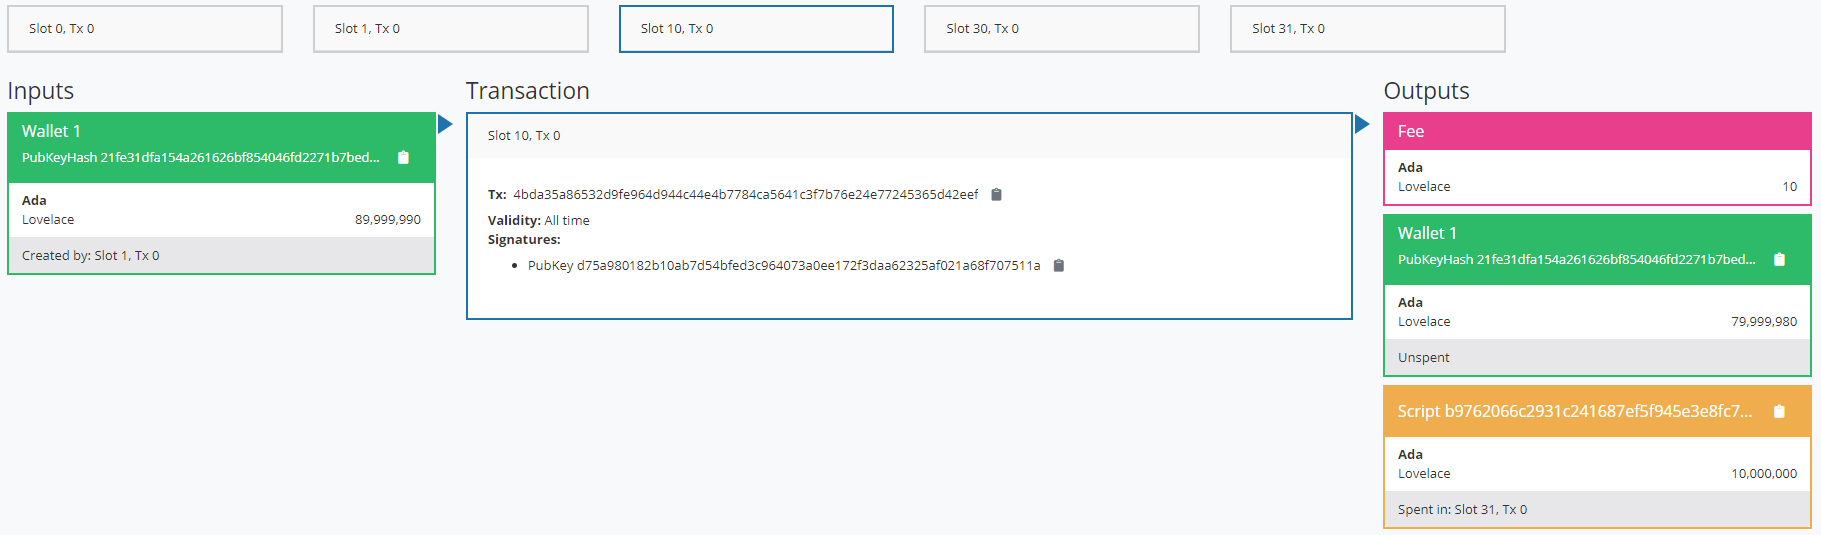 Slot 0, Tx 0
Slot 1, Tx 0
Slot 10, Tx 0
Slot 30, Tx 0
Slot 31, Tx 0
Inputs
Wallet 1
PubKeyHash 21fe31dfa154a261626bf854046fd2271b7bed...
Ada
Lovelace 89,999,990
Created by: Slot 1, Tx 0
Transaction
Slot 10, Tx 0
Tx: 4bda35a86532d9fe964d944c44e4b7784ca5641c3f7b76e24e77245365d42eef
Validity: All time
Signatures:
• PubKey d75a980182b10ab7d54bfed3c964073a0ee172f3daa62325af021a68f707511a
Outputs
Fee
Ada
Lovelace 10
Wallet 1
PubKeyHash 21fe31dfa154a261626bf854046fd2271b7bed...
Ada
Lovelace 79,999,980
Unspent
Script b9762066c2931c241687ef5f945e3e8fc7...
Ada
Lovelace 10,000,000
Spent in: Slot 31, Tx 0